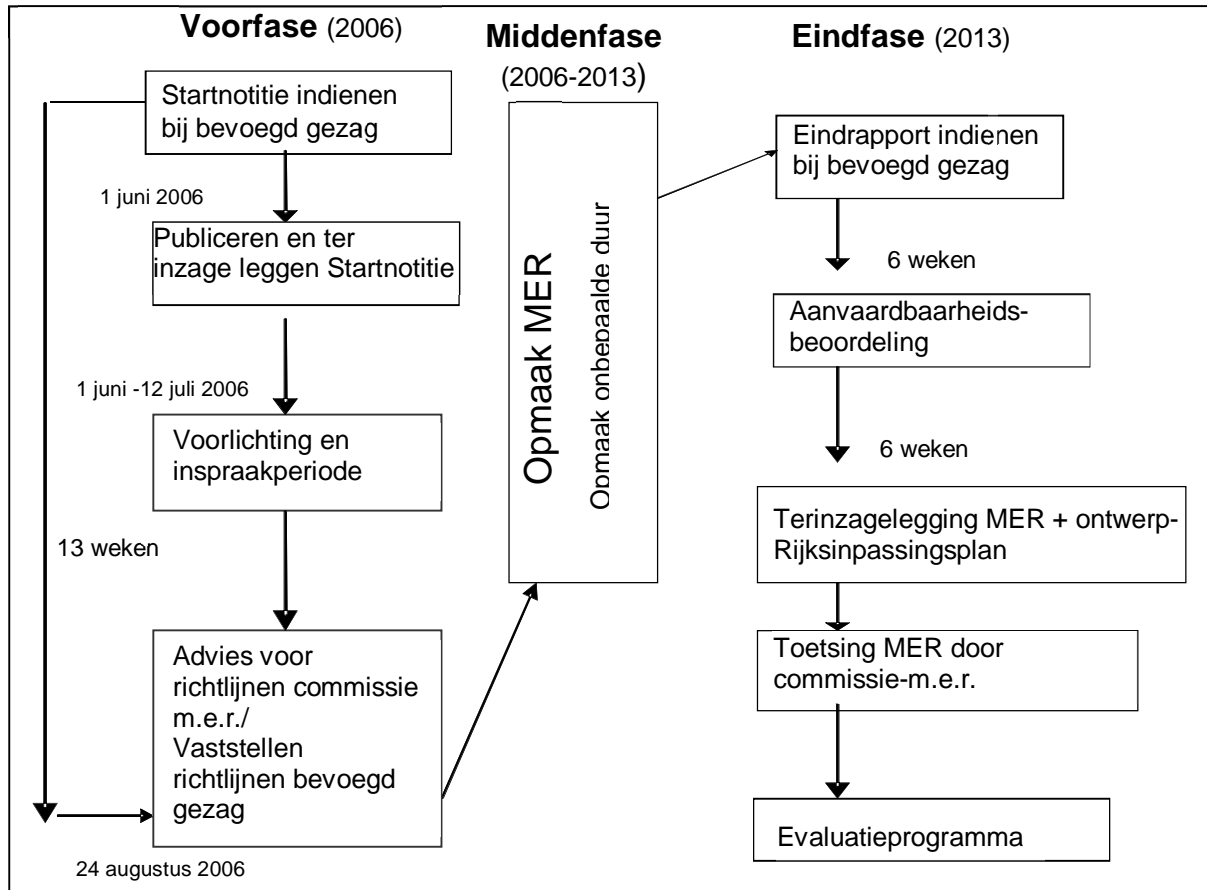 Voorfase (2006)
Startnotitie indienen
bij bevoegd gezag
1 juni 2006
Publiceren en ter
inzage leggen Startnotitie
1 juni -12 juli 2006
Voorlichting en
inspraakperiode
13 weken
Advies voor
richtlijnen commissie
m.e.r./
Vaststellen
richtlijnen bevoegd
gezag
24 augustus 2006
Middenfase
(2006-2013)
Opmaak MER
Opmaak onbepaalde duur
Eindfase (2013)
Eindrapport indienen
bij bevoegd gezag
6 weken
Aanvaardbaarheids-
beoordeling
6 weken
Terinzagelegging MER + ontwerp-
Rijksinpassingsplan
Toetsing MER door
commissie-m.e.r.
Evaluatieprogramma